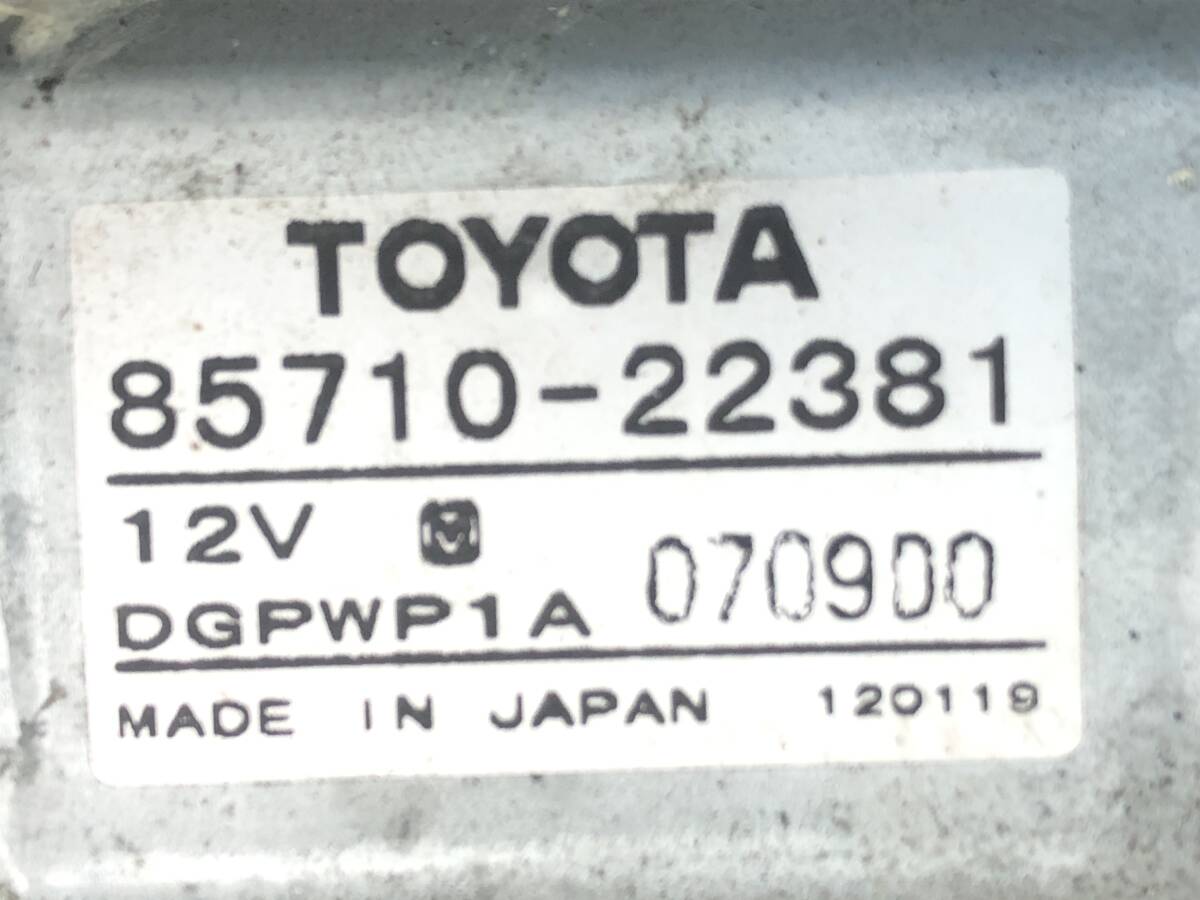 TOYOTA
85710-22381
12V
DGPWP1A 070900
MADE IN JAPAN 120119